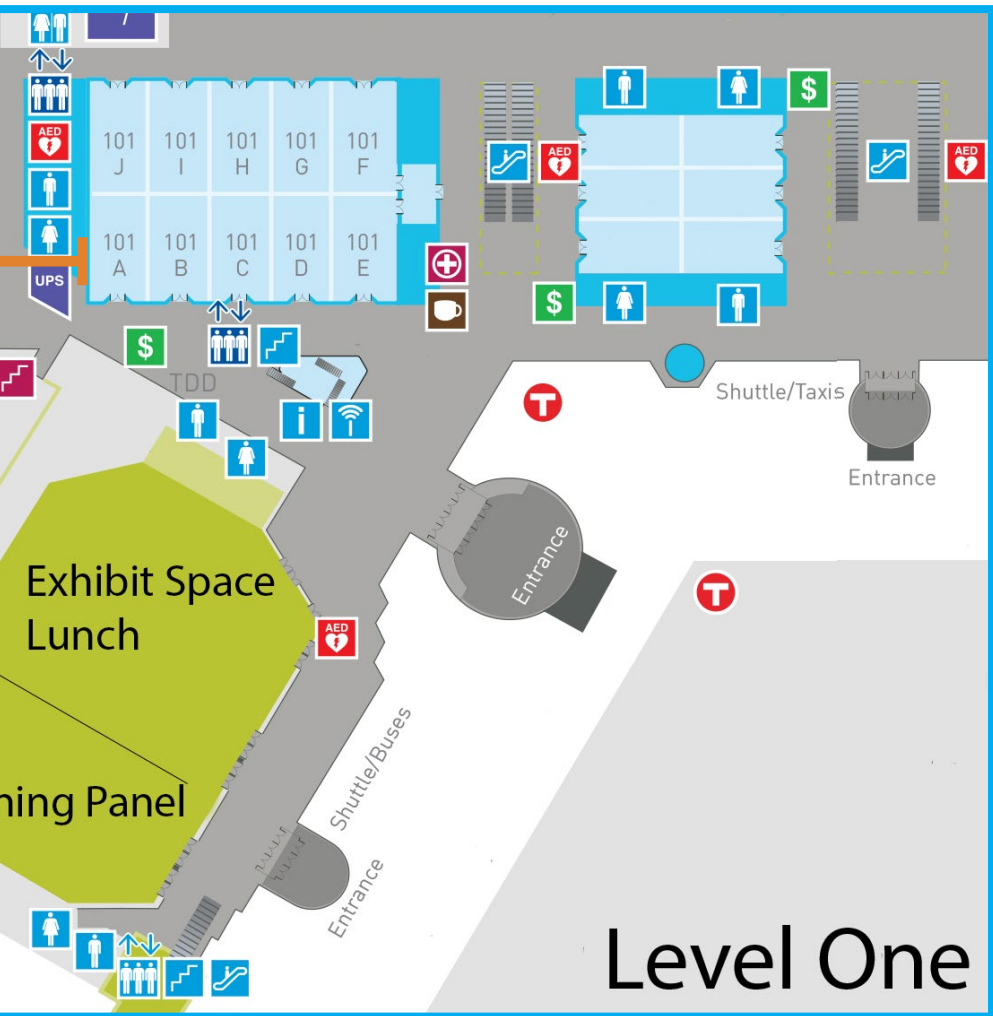 7
AED
101
J
101
I
101
H
101
G
101
F
$
AED
AED
101
A
101
B
101
C
101
D
101
E
UPS
$
$
TDD
i
T
Shuttle/Taxis
Entrance
Entrance
Exhibit Space
Lunch
T
AED
Shuttle/Buses
ning Panel
Entrance
Level One